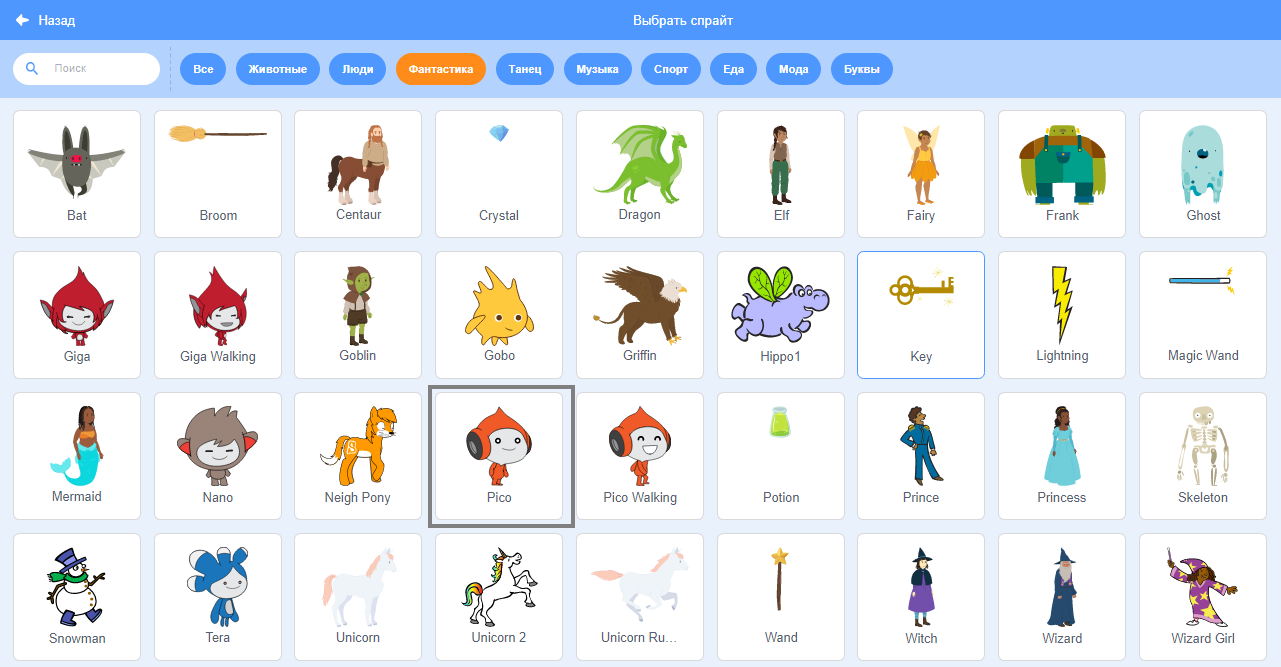 Назад
Выбрать спрайт
Поиск
Все
Животные
Люди
Фантастика
Танец
Музыка
Спорт
Еда
Мода
Буквы
Bat
Broom
Centaur
Crystal
Dragon
Elf
Fairy
Frank
Ghost
Giga
Giga Walking
Goblin
Gobo
Griffin
Hippo1
Key
Lightning
Magic Wand
Mermaid
Nano
Neigh Pony
Pico
Pico Walking
Potion
Prince
Princess
Skeleton
Snowman
Tera
Unicorn
Unicorn 2
Unicorn Ru...
Wand
Witch
Wizard
Wizard Girl